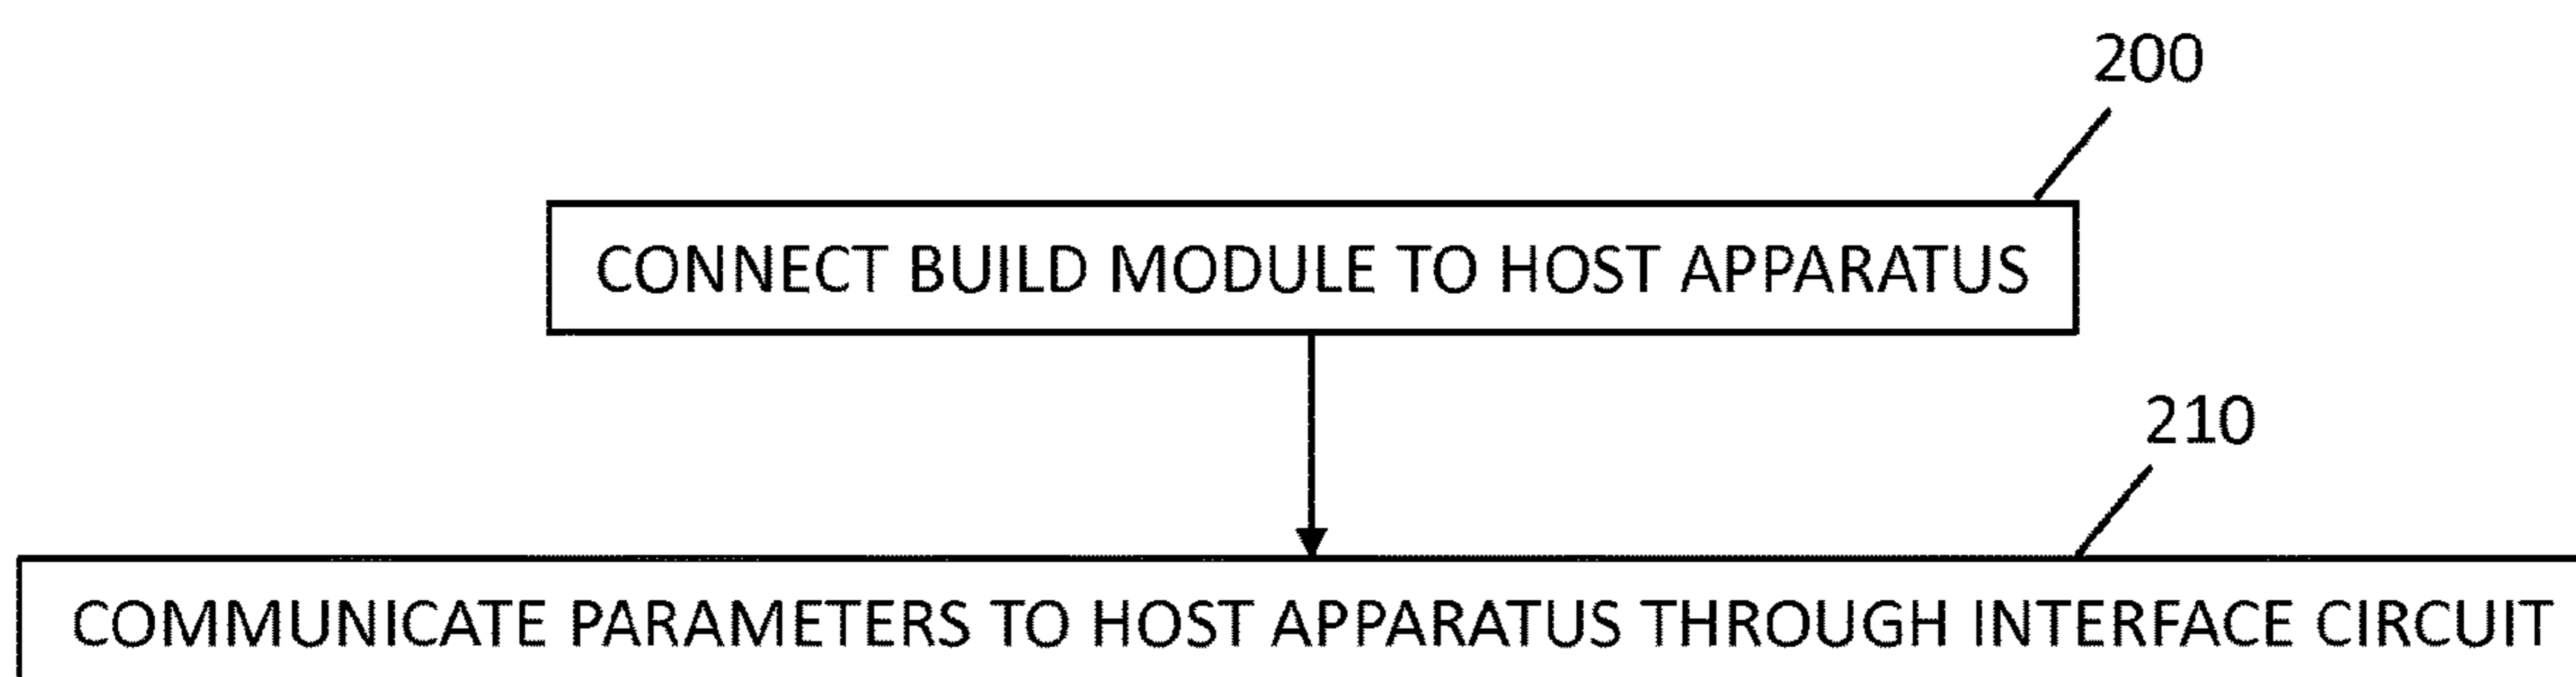 200
CONNECT BUILD MODULE TO HOST APPARATUS
210
COMMUNICATE PARAMETERS TO HOST APPARATUS THROUGH INTERFACE CIRCUIT